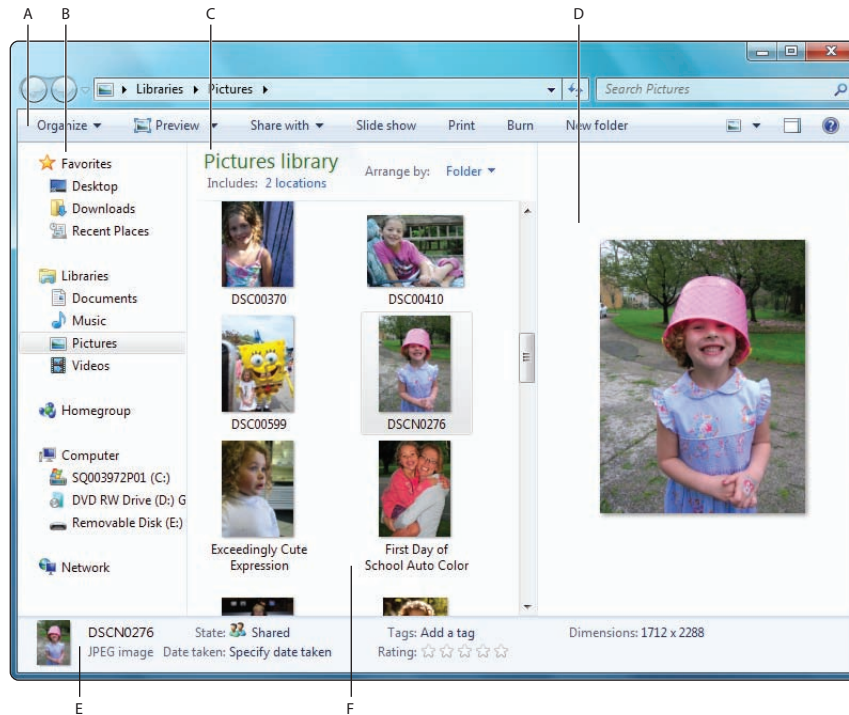 A B C D
Libraries Pictures
Search Pictures
Organize Preview Share with Slide show Print Burn New folder
Favorites
Desktop
Downloads
Recent Places
Libraries
Documents
Music
Pictures
Videos
Homegroup
Computer
SQ003972P01 (C:)
DVD RW Drive (D:) G
Removable Disk (E:)
Network
Pictures library
Includes: 2 locations
Arrange by: Folder
DSC00370 DSC00410
DSC00599 DSCN0276
Exceedingly Cute
Expression
First Day of
School Auto Color
DSCN0276 State: Shared Tags: Add a tag Dimensions: 1712 x 2288
JPEG image Date taken: Specify date taken Rating:
E F